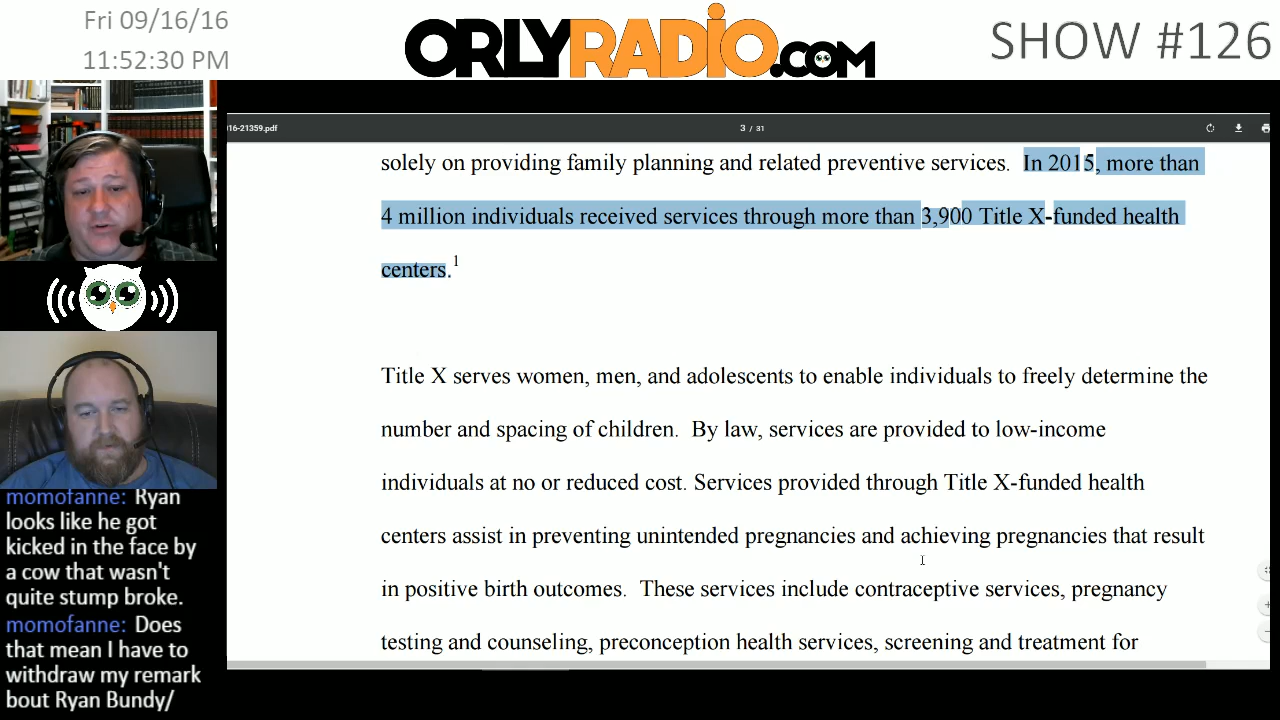 Fri 09/16/16
11:52:30 PM
ORLYRADIO.COM
SHOW #126
016-21359.pdf
3 / 31
solely on providing family planning and related preventive services. In 2015, more than
4 million individuals received services through more than 3,900 Title X-funded health
centers.1
Title X serves women, men, and adolescents to enable individuals to freely determine the
number and spacing of children. By law, services are provided to low-income
individuals at no or reduced cost. Services provided through Title X-funded health
centers assist in preventing unintended pregnancies and achieving pregnancies that result
in positive birth outcomes. These services include contraceptive services, pregnancy
testing and counseling, preconception health services, screening and treatment for
momofanne: Ryan
looks like he got
kicked in the face by
a cow that wasn't
quite stump broke.
momofanne: Does
that mean I have to
withdraw my remark
bout Ryan Bundy/